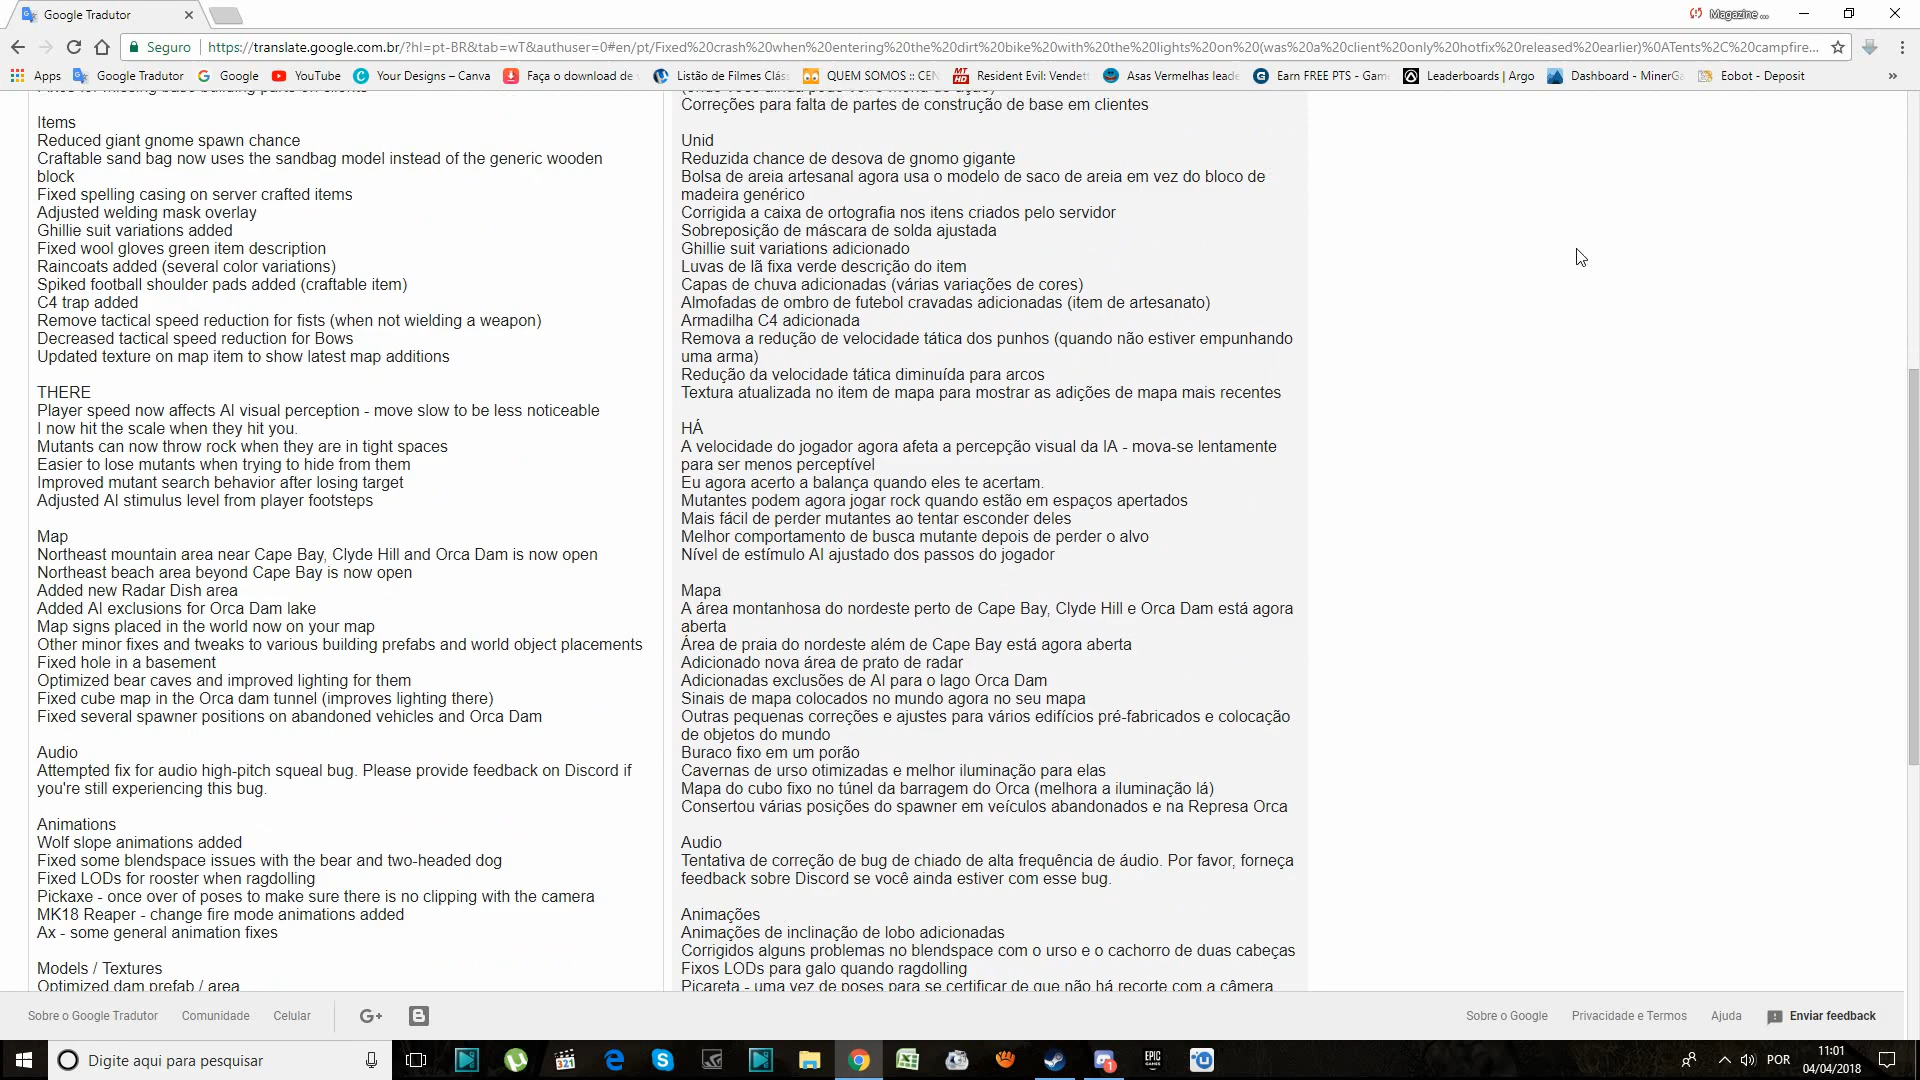 Google Tradutor
Magazine ...
Seguro
https://translate.google.com.br/?hl=pt-BR&tab=wT&authuser=0#en/pt/Fixed%20crash%20when%20entering%20the%20dirt%20bike%20with%20the%20lights%20on%20(was%20a%20client%20only%20hotfix%20released%20earlier)%0ATents%2C%20campfire...
Apps
Google Tradutor
Google
YouTube
Your Designs – Canva
Faça o download de
Listão de Filmes Clás
QUEM SOMOS :: CEN
Resident Evil: Vendett
Asas Vermelhas leade
Earn FREE PTS - Gam
Leaderboards | Argo
Dashboard - MinerGa
Eobot - Deposit
»
Items
Reduced giant gnome spawn chance
Craftable sand bag now uses the sandbag model instead of the generic wooden
block
Fixed spelling casing on server crafted items
Adjusted welding mask overlay
Ghillie suit variations added
Fixed wool gloves green item description
Raincoats added (several color variations)
Spiked football shoulder pads added (craftable item)
C4 trap added
Remove tactical speed reduction for fists (when not wielding a weapon)
Decreased tactical speed reduction for Bows
Updated texture on map item to show latest map additions
THERE
Player speed now affects AI visual perception - move slow to be less noticeable
I now hit the scale when they hit you.
Mutants can now throw rock when they are in tight spaces
Easier to lose mutants when trying to hide from them
Improved mutant search behavior after losing target
Adjusted AI stimulus level from player footsteps
Map
Northeast mountain area near Cape Bay, Clyde Hill and Orca Dam is now open
Northeast beach area beyond Cape Bay is now open
Added new Radar Dish area
Added AI exclusions for Orca Dam lake
Map signs placed in the world now on your map
Other minor fixes and tweaks to various building prefabs and world object placements
Fixed hole in a basement
Optimized bear caves and improved lighting for them
Fixed cube map in the Orca dam tunnel (improves lighting there)
Fixed several spawner positions on abandoned vehicles and Orca Dam
Audio
Attempted fix for audio high-pitch squeal bug. Please provide feedback on Discord if
you're still experiencing this bug.
Animations
Wolf slope animations added
Fixed some blendspace issues with the bear and two-headed dog
Fixed LODs for rooster when ragdolling
Pickaxe - once over of poses to make sure there is no clipping with the camera
MK18 Reaper - change fire mode animations added
Ax - some general animation fixes
Models / Textures
Optimized dam prefab / area
Correções para falta de partes de construção de base em clientes
Unid
Reduzida chance de desova de gnomo gigante
Bolsa de areia artesanal agora usa o modelo de saco de areia em vez do bloco de
madeira genérico
Corrigida a caixa de ortografia nos itens criados pelo servidor
Sobreposição de máscara de solda ajustada
Ghillie suit variations adicionado
Luvas de lã fixa verde descrição do item
Capas de chuva adicionadas (várias variações de cores)
Almofadas de ombro de futebol cravadas adicionadas (item de artesanato)
Armadilha C4 adicionada
Remova a redução de velocidade tática dos punhos (quando não estiver empunhando
uma arma)
Redução da velocidade tática diminuída para arcos
Textura atualizada no item de mapa para mostrar as adições de mapa mais recentes
HÁ
A velocidade do jogador agora afeta a percepção visual da IA - mova-se lentamente
para ser menos perceptível
Eu agora acerto a balança quando eles te acertam.
Mutantes podem agora jogar rock quando estão em espaços apertados
Mais fácil de perder mutantes ao tentar esconder deles
Melhor comportamento de busca mutante depois de perder o alvo
Nível de estímulo AI ajustado dos passos do jogador
Mapa
A área montanhosa do nordeste perto de Cape Bay, Clyde Hill e Orca Dam está agora
aberta
Área de praia do nordeste além de Cape Bay está agora aberta
Adicionado nova área de prato de radar
Adicionadas exclusões de AI para o lago Orca Dam
Sinais de mapa colocados no mundo agora no seu mapa
Outras pequenas correções e ajustes para vários edifícios pré-fabricados e colocação
de objetos do mundo
Buraco fixo em um porão
Cavernas de urso otimizadas e melhor iluminação para elas
Mapa do cubo fixo no túnel da barragem do Orca (melhora a iluminação lá)
Consertou várias posições do spawner em veículos abandonados e na Represa Orca
Audio
Tentativa de correção de bug de chiado de alta frequência de áudio. Por favor, forneça
feedback sobre Discord se você ainda estiver com esse bug.
Animações
Animações de inclinação de lobo adicionadas
Corrigidos alguns problemas no blendspace com o urso e o cachorro de duas cabeças
Fixos LODs para galo quando ragdolling
Picareta - uma vez de poses para se certificar de que não há recorte com a câmera
Sobre o Google Tradutor
Comunidade
Celular
G+
Sobre o Google
Privacidade e Termos
Ajuda
Enviar feedback
Digite aqui para pesquisar
POR
11:01
04/04/2018